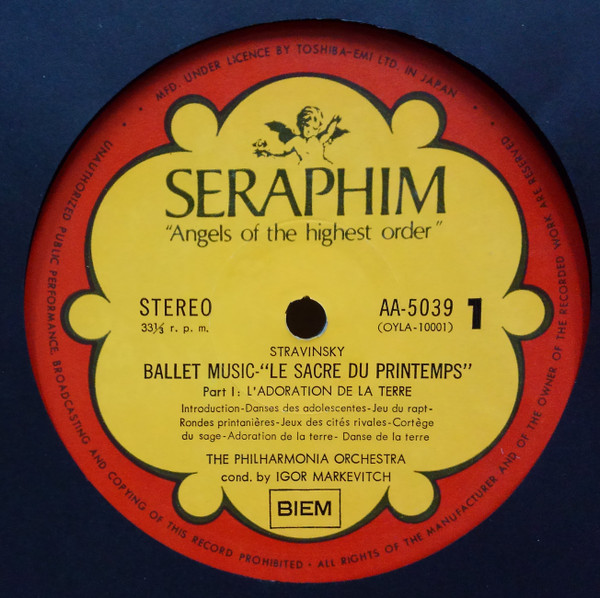 MFD. UNDER LICENCE BY TOSHIBA-EMI LTD. IN JAPAN
SERAPHIM
"Angels of the highest order"
STEREO
33⅓ r. p. m.
AA-5039 1
(OYLA-10001)
STRAVINSKY
BALLET MUSIC-"LE SACRE DU PRINTEMPS"
Part I: L'ADORATION DE LA TERRE
Introduction-Danses des adolescentes-Jeu du rapt-
Rondes printanières-Jeux des cités rivales-Cortège
du sage-Adoration de la terre- Danse de la terre
THE PHILHARMONIA ORCHESTRA
cond. by IGOR MARKEVITCH
BIEM
UNAUTHORIZED PUBLIC PERFORMANCE, BROADCASTING AND COPYING OF THIS RECORD PROHIBITED • ALL RIGHTS OF THE MANUFACTURER AND OF THE OWNER OF THE RECORDED WORK ARE RESERVED